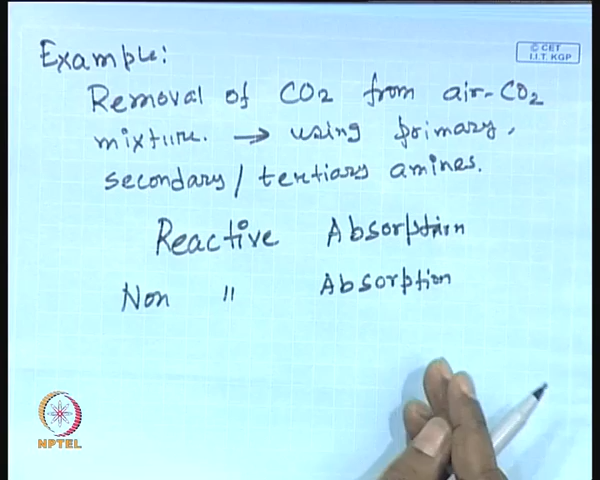 Example:
© CET
I.I.T. KGP
Removal of CO2 from air-CO2
mixture. → using primary,
secondary / tertiary amines.
Reactive Absorption
Non " Absorption
NPTEL